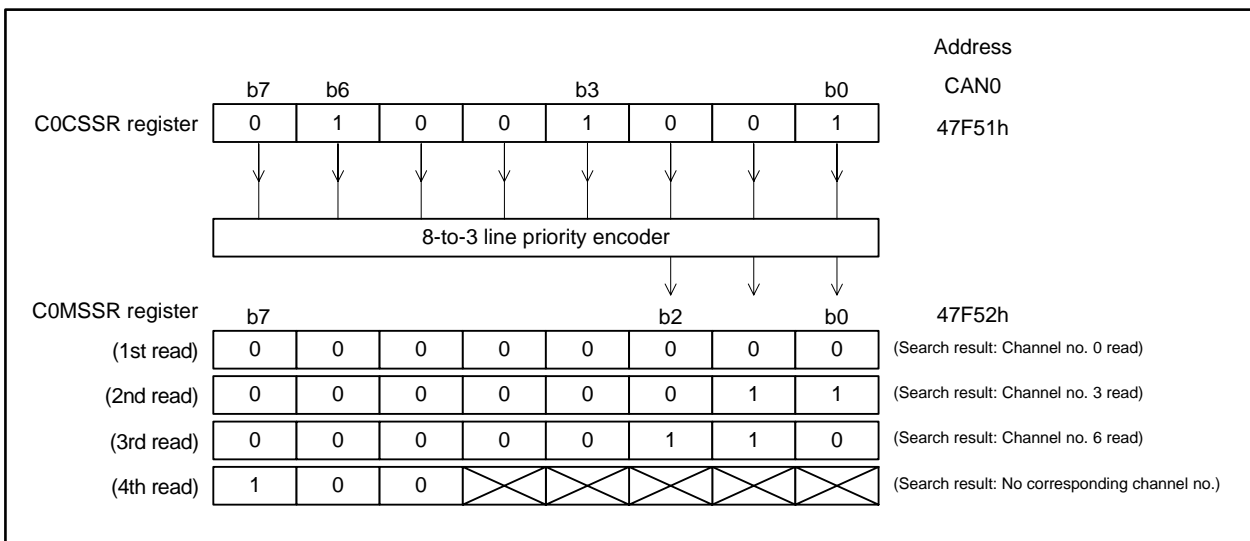 Address
b7 b6 b3 b0 CAN0
C0CSSR register 0 1 0 0 1 0 0 1 47F51h
8-to-3 line priority encoder
C0MSSR register b7 b2 b0 47F52h
(1st read) 0 0 0 0 0 0 0 0 (Search result: Channel no. 0 read)
(2nd read) 0 0 0 0 0 0 1 1 (Search result: Channel no. 3 read)
(3rd read) 0 0 0 0 0 1 1 0 (Search result: Channel no. 6 read)
(4th read) 1 0 0 (Search result: No corresponding channel no.)